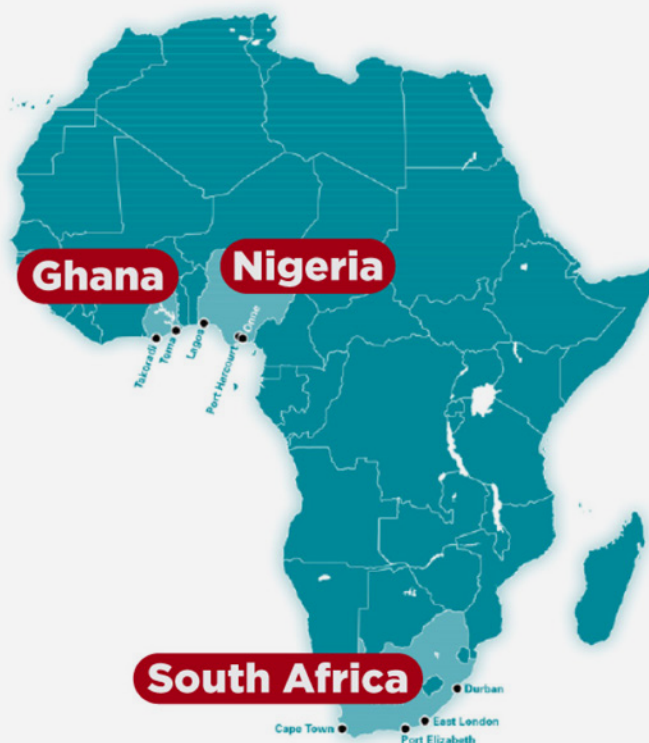 Ghana
Nigeria
Takoradi
Tema
Lagos
Port Harcourt
Onne
South Africa
Durban
East London
Cape Town
Port Elizabeth